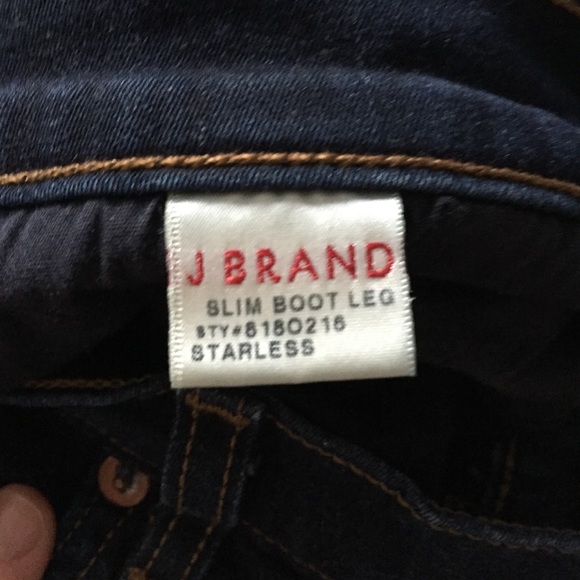 J BRAND
SLIM BOOT LEG
STY#8180216
STARLESS